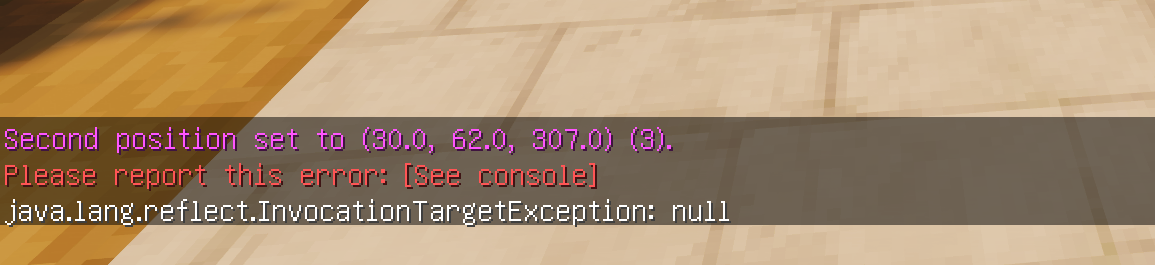 Second position set to (30.0, 62.0, 307.0) (3).
Please report this error: [See console]
java.lang.reflect.InvocationTargetException: null